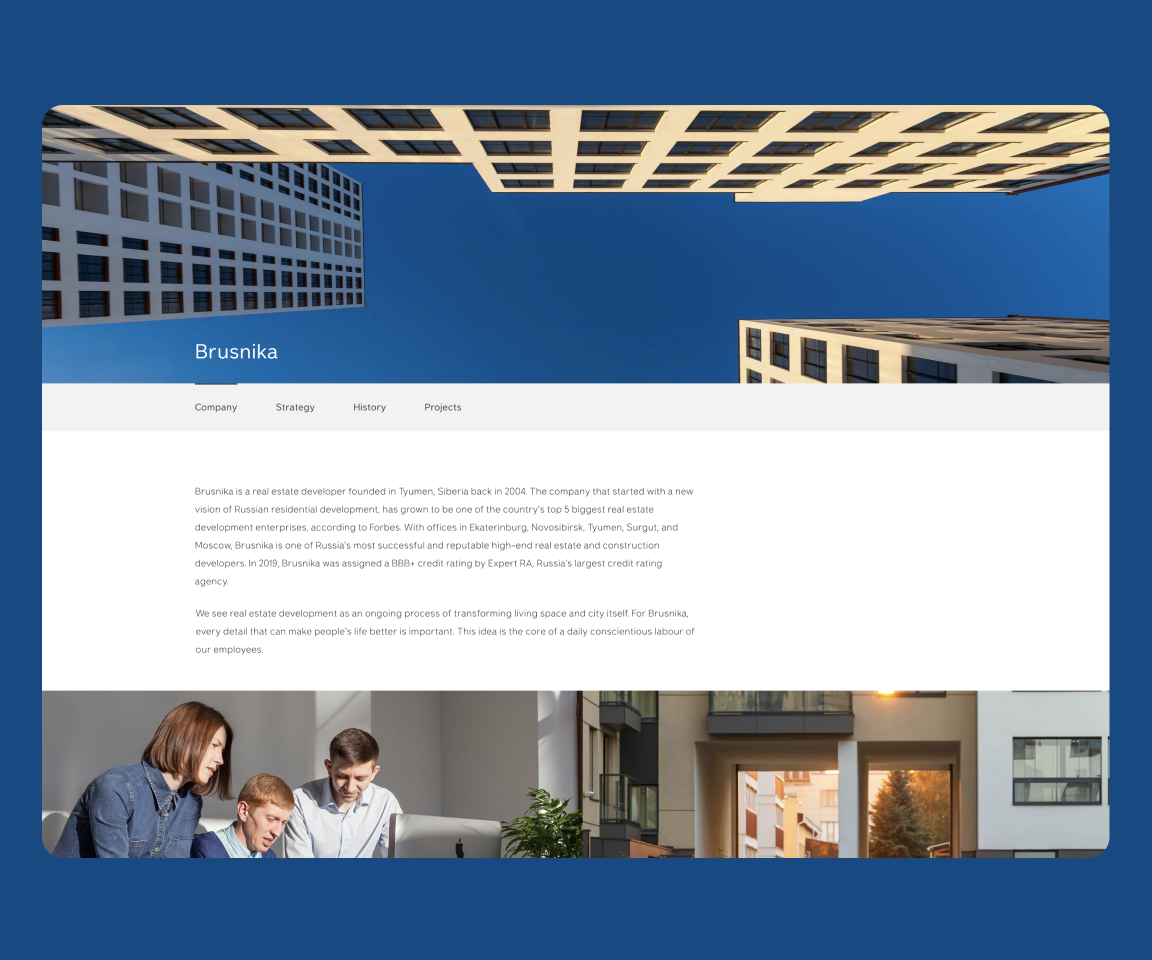 Brusnika
Company Strategy History Projects
Brusnika is a real estate developer founded in Tyumen, Siberia back in 2004. The company that started with a new
vision of Russian residential development, has grown to be one of the country's top 5 biggest real estate
development enterprises, according to Forbes. With offices in Ekaterinburg, Novosibirsk, Tyumen, Surgut, and
Moscow, Brusnika is one of Russia's most successful and reputable high-end real estate and construction
developers. In 2019, Brusnika was assigned a BBB+ credit rating by Expert RA, Russia's largest credit rating
agency.
We see real estate development as an ongoing process of transforming living space and city itself. For Brusnika,
every detail that can make people's life better is important. This idea is the core of a daily conscientious labour of
our employees.